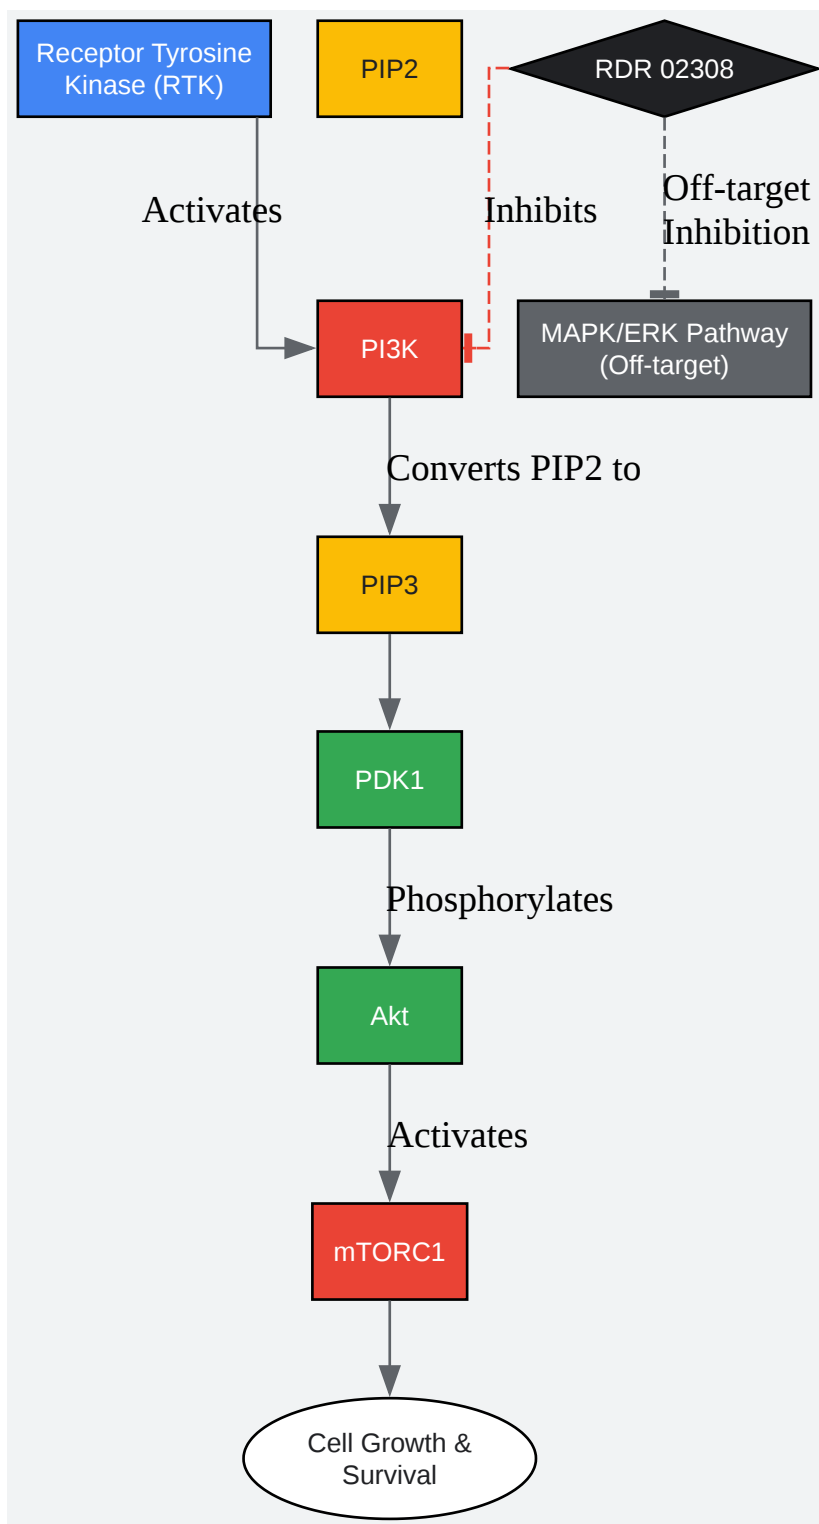 Receptor Tyrosine
Kinase (RTK)
PIP2
RDR 02308
Activates
Inhibits
Off-target
Inhibition
PI3K
MAPK/ERK Pathway
(Off-target)
Converts PIP2 to
PIP3
PDK1
Phosphorylates
Akt
Activates
mTORC1
Cell Growth &
Survival